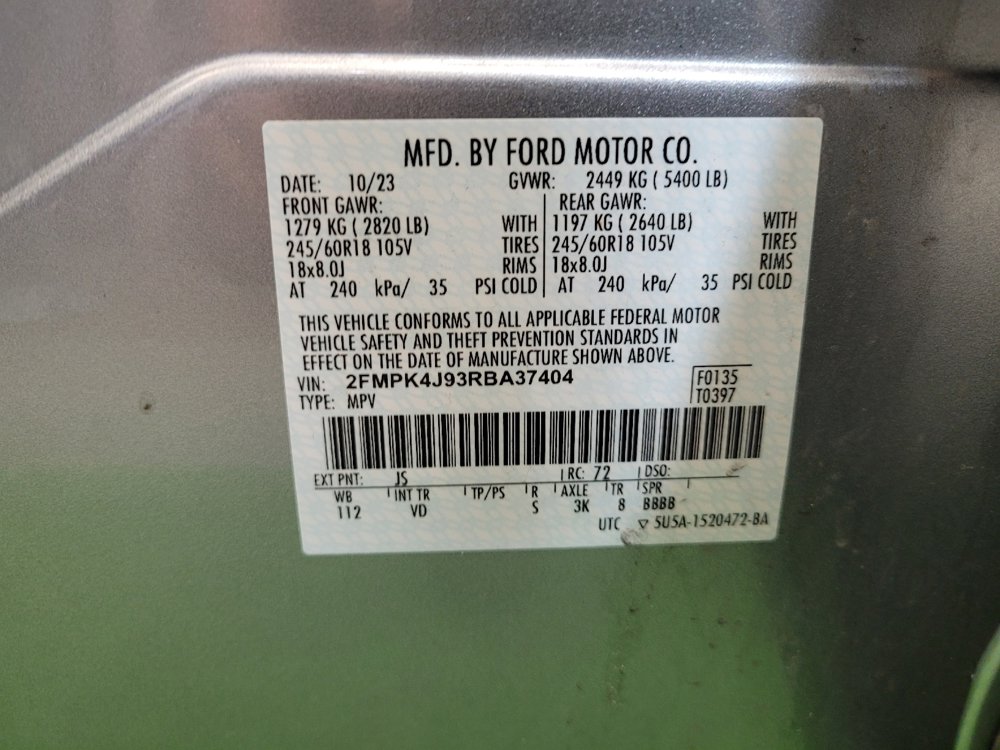 MFD. BY FORD MOTOR CO.
DATE: 10/23 GVWR: 2449 KG ( 5400 LB)
FRONT GAWR: REAR GAWR:
1279 KG ( 2820 LB) WITH 1197 KG ( 2640 LB) WITH
245/60R18 105V TIRES 245/60R18 105V TIRES
18x8.0J RIMS 18x8.0J RIMS
AT 240 kPa/ 35 PSI COLD AT 240 kPa/ 35 PSI COLD
THIS VEHICLE CONFORMS TO ALL APPLICABLE FEDERAL MOTOR
VEHICLE SAFETY AND THEFT PREVENTION STANDARDS IN
EFFECT ON THE DATE OF MANUFACTURE SHOWN ABOVE.
VIN: 2FMPK4J93RBA37404 F0135
TYPE: MPV T0397
EXT PNT: JS RC: 72 DSO:
WB INT TR TP/PS R AXLE TR SPR
112 VD S 3K 8 BBBB
UTC ▽ 5U5A-1520472-BA